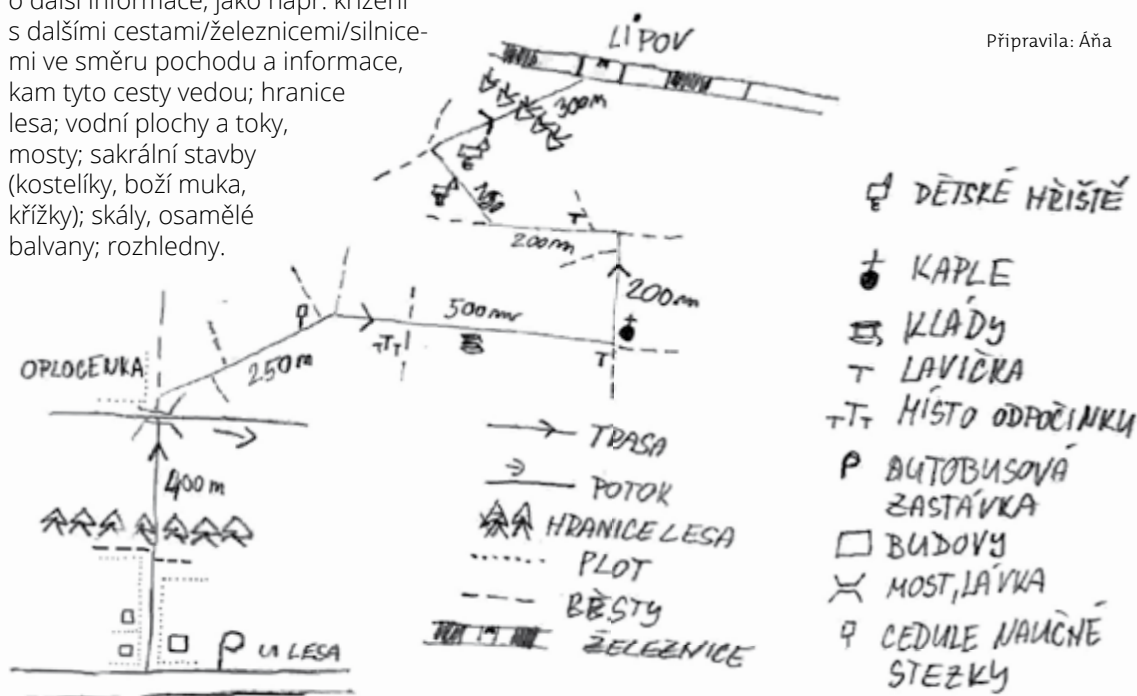 o další informace, jako např. křížení
s dalšími cestami/železnicemi/silnice-
mi ve směru pochodu a informace,
kam tyto cesty vedou; hranice
lesa; vodní plochy a toky,
mosty; sakrální stavby
(kostelíky, boží muka,
křížky); skály, osamělé
balvany; rozhledny.
Připravila: Áňa
LÍPOV
300m
200m
200m
500m
250m
OPLOCENKA
400m
U LESA
TRASA
POTOK
HRANICE LESA
PLOT
ŽELEZNICE
DĚTSKÉ HŘIŠTĚ
KAPLE
KLÁDY
LAVIČKA
MÍSTO ODPOČINKU
AUTOBUSOVÁ
ZASTÁVKA
BUDOVY
MOST, LÁVKA
CEDULE NAUČNÉ
STEZKY